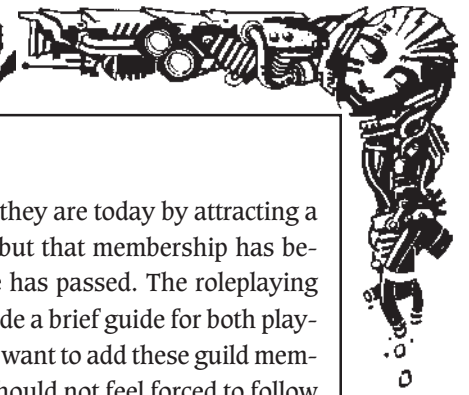 they are today by attracting a
but that membership has be-
e has passed. The roleplaying
de a brief guide for both play-
want to add these guild mem-
hould not feel forced to follow